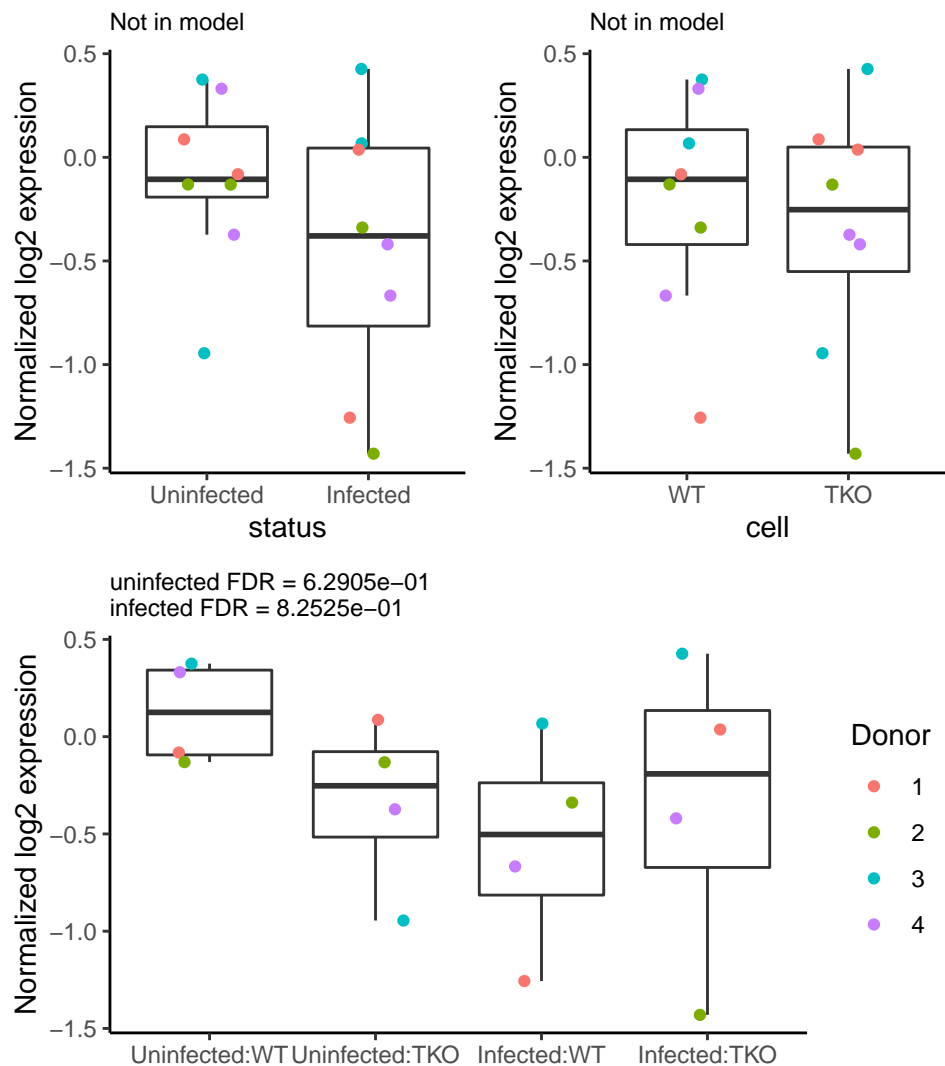 Not in model
Normalized log2 expression
0.5
0.0
−0.5
−1.0
−1.5
Uninfected Infected
status
Not in model
Normalized log2 expression
0.5
0.0
−0.5
−1.0
−1.5
WT TKO
cell
uninfected FDR = 6.2905e−01
infected FDR = 8.2525e−01
Normalized log2 expression
0.5
0.0
−0.5
−1.0
−1.5
Uninfected:WT Uninfected:TKO Infected:WT Infected:TKO
Donor
1
2
3
4